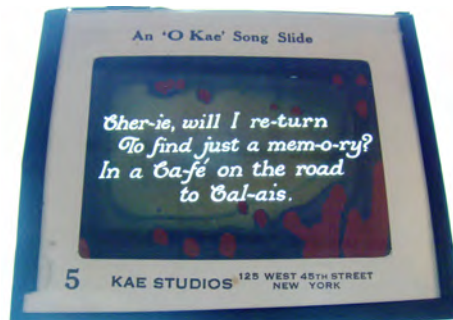 An 'O Kae' Song Slide
Cher-ie, will I re-turn
To find just a mem-o-ry?
In a Ca-fé on the road
to Cal-ais.
5 KAE STUDIOS 125 WEST 45TH STREET
NEW YORK